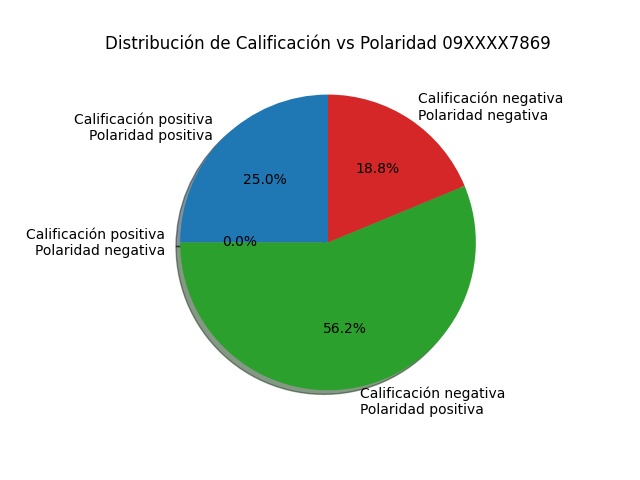 Distribución de Calificación vs Polaridad 09XXXX7869
Calificación negativa
Polaridad negativa
Calificación positiva
Polaridad positiva
18.8%
25.0%
Calificación positiva
Polaridad negativa
0.0%
56.2%
Calificación negativa
Polaridad positiva